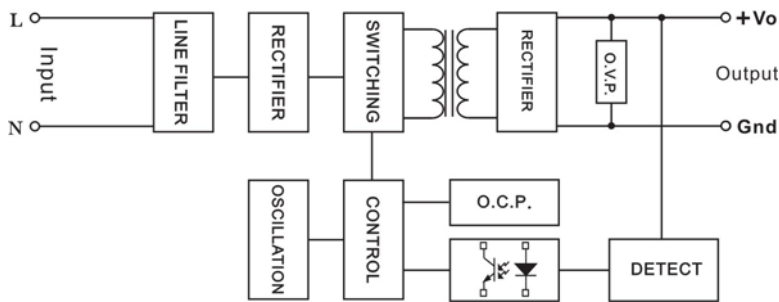 L
Input
N
LINE FILTER
RECTIFIER
SWITCHING
RECTIFIER
O.V.P.
+Vo
Output
Gnd
OSCILLATION
CONTROL
O.C.P.
DETECT